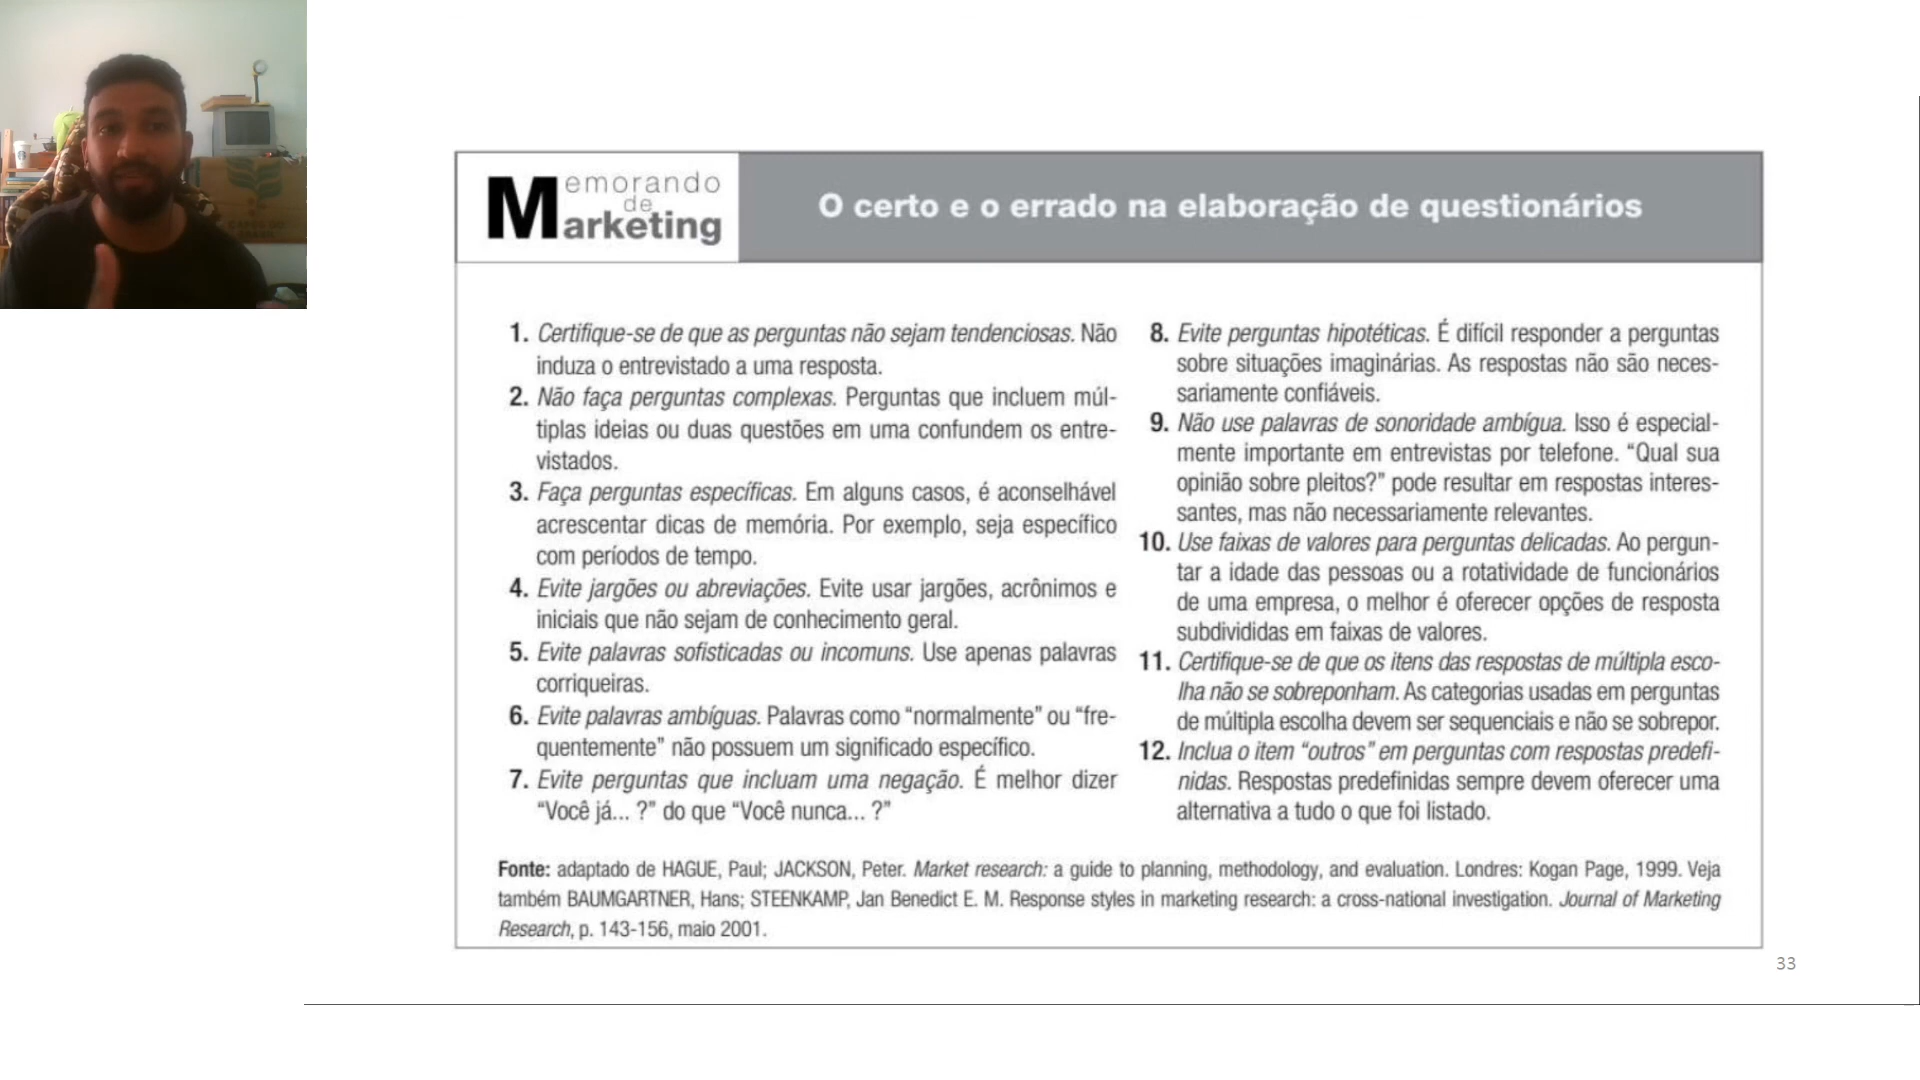 Memorando
de
Marketing
O certo e o errado na elaboração de questionários
1. Certifique-se de que as perguntas não sejam tendenciosas. Não
induza o entrevistado a uma resposta.
2. Não faça perguntas complexas. Perguntas que incluem múl-
tiplas ideias ou duas questões em uma confundem os entre-
vistados.
3. Faça perguntas específicas. Em alguns casos, é aconselhável
acrescentar dicas de memória. Por exemplo, seja específico
com períodos de tempo.
4. Evite jargões ou abreviações. Evite usar jargões, acrônimos e
iniciais que não sejam de conhecimento geral.
5. Evite palavras sofisticadas ou incomuns. Use apenas palavras
corriqueiras.
6. Evite palavras ambíguas. Palavras como “normalmente” ou “fre-
quentemente” não possuem um significado específico.
7. Evite perguntas que incluam uma negação. É melhor dizer
“Você já... ?” do que “Você nunca... ?”
8. Evite perguntas hipotéticas. É difícil responder a perguntas
sobre situações imaginárias. As respostas não são neces-
sariamente confiáveis.
9. Não use palavras de sonoridade ambígua. Isso é especial-
mente importante em entrevistas por telefone. “Qual sua
opinião sobre pleitos?” pode resultar em respostas interes-
santes, mas não necessariamente relevantes.
10. Use faixas de valores para perguntas delicadas. Ao pergun-
tar a idade das pessoas ou a rotatividade de funcionários
de uma empresa, o melhor é oferecer opções de resposta
subdivididas em faixas de valores.
11. Certifique-se de que os itens das respostas de múltipla esco-
lha não se sobreponham. As categorias usadas em perguntas
de múltipla escolha devem ser sequenciais e não se sobrepor.
12. Inclua o item “outros” em perguntas com respostas predefi-
nidas. Respostas predefinidas sempre devem oferecer uma
alternativa a tudo o que foi listado.
Fonte: adaptado de HAGUE, Paul; JACKSON, Peter. Market research: a guide to planning, methodology, and evaluation. Londres: Kogan Page, 1999. Veja
também BAUMGARTNER, Hans; STEENKAMP, Jan Benedict E. M. Response styles in marketing research: a cross-national investigation. Journal of Marketing
Research, p. 143-156, maio 2001.
33